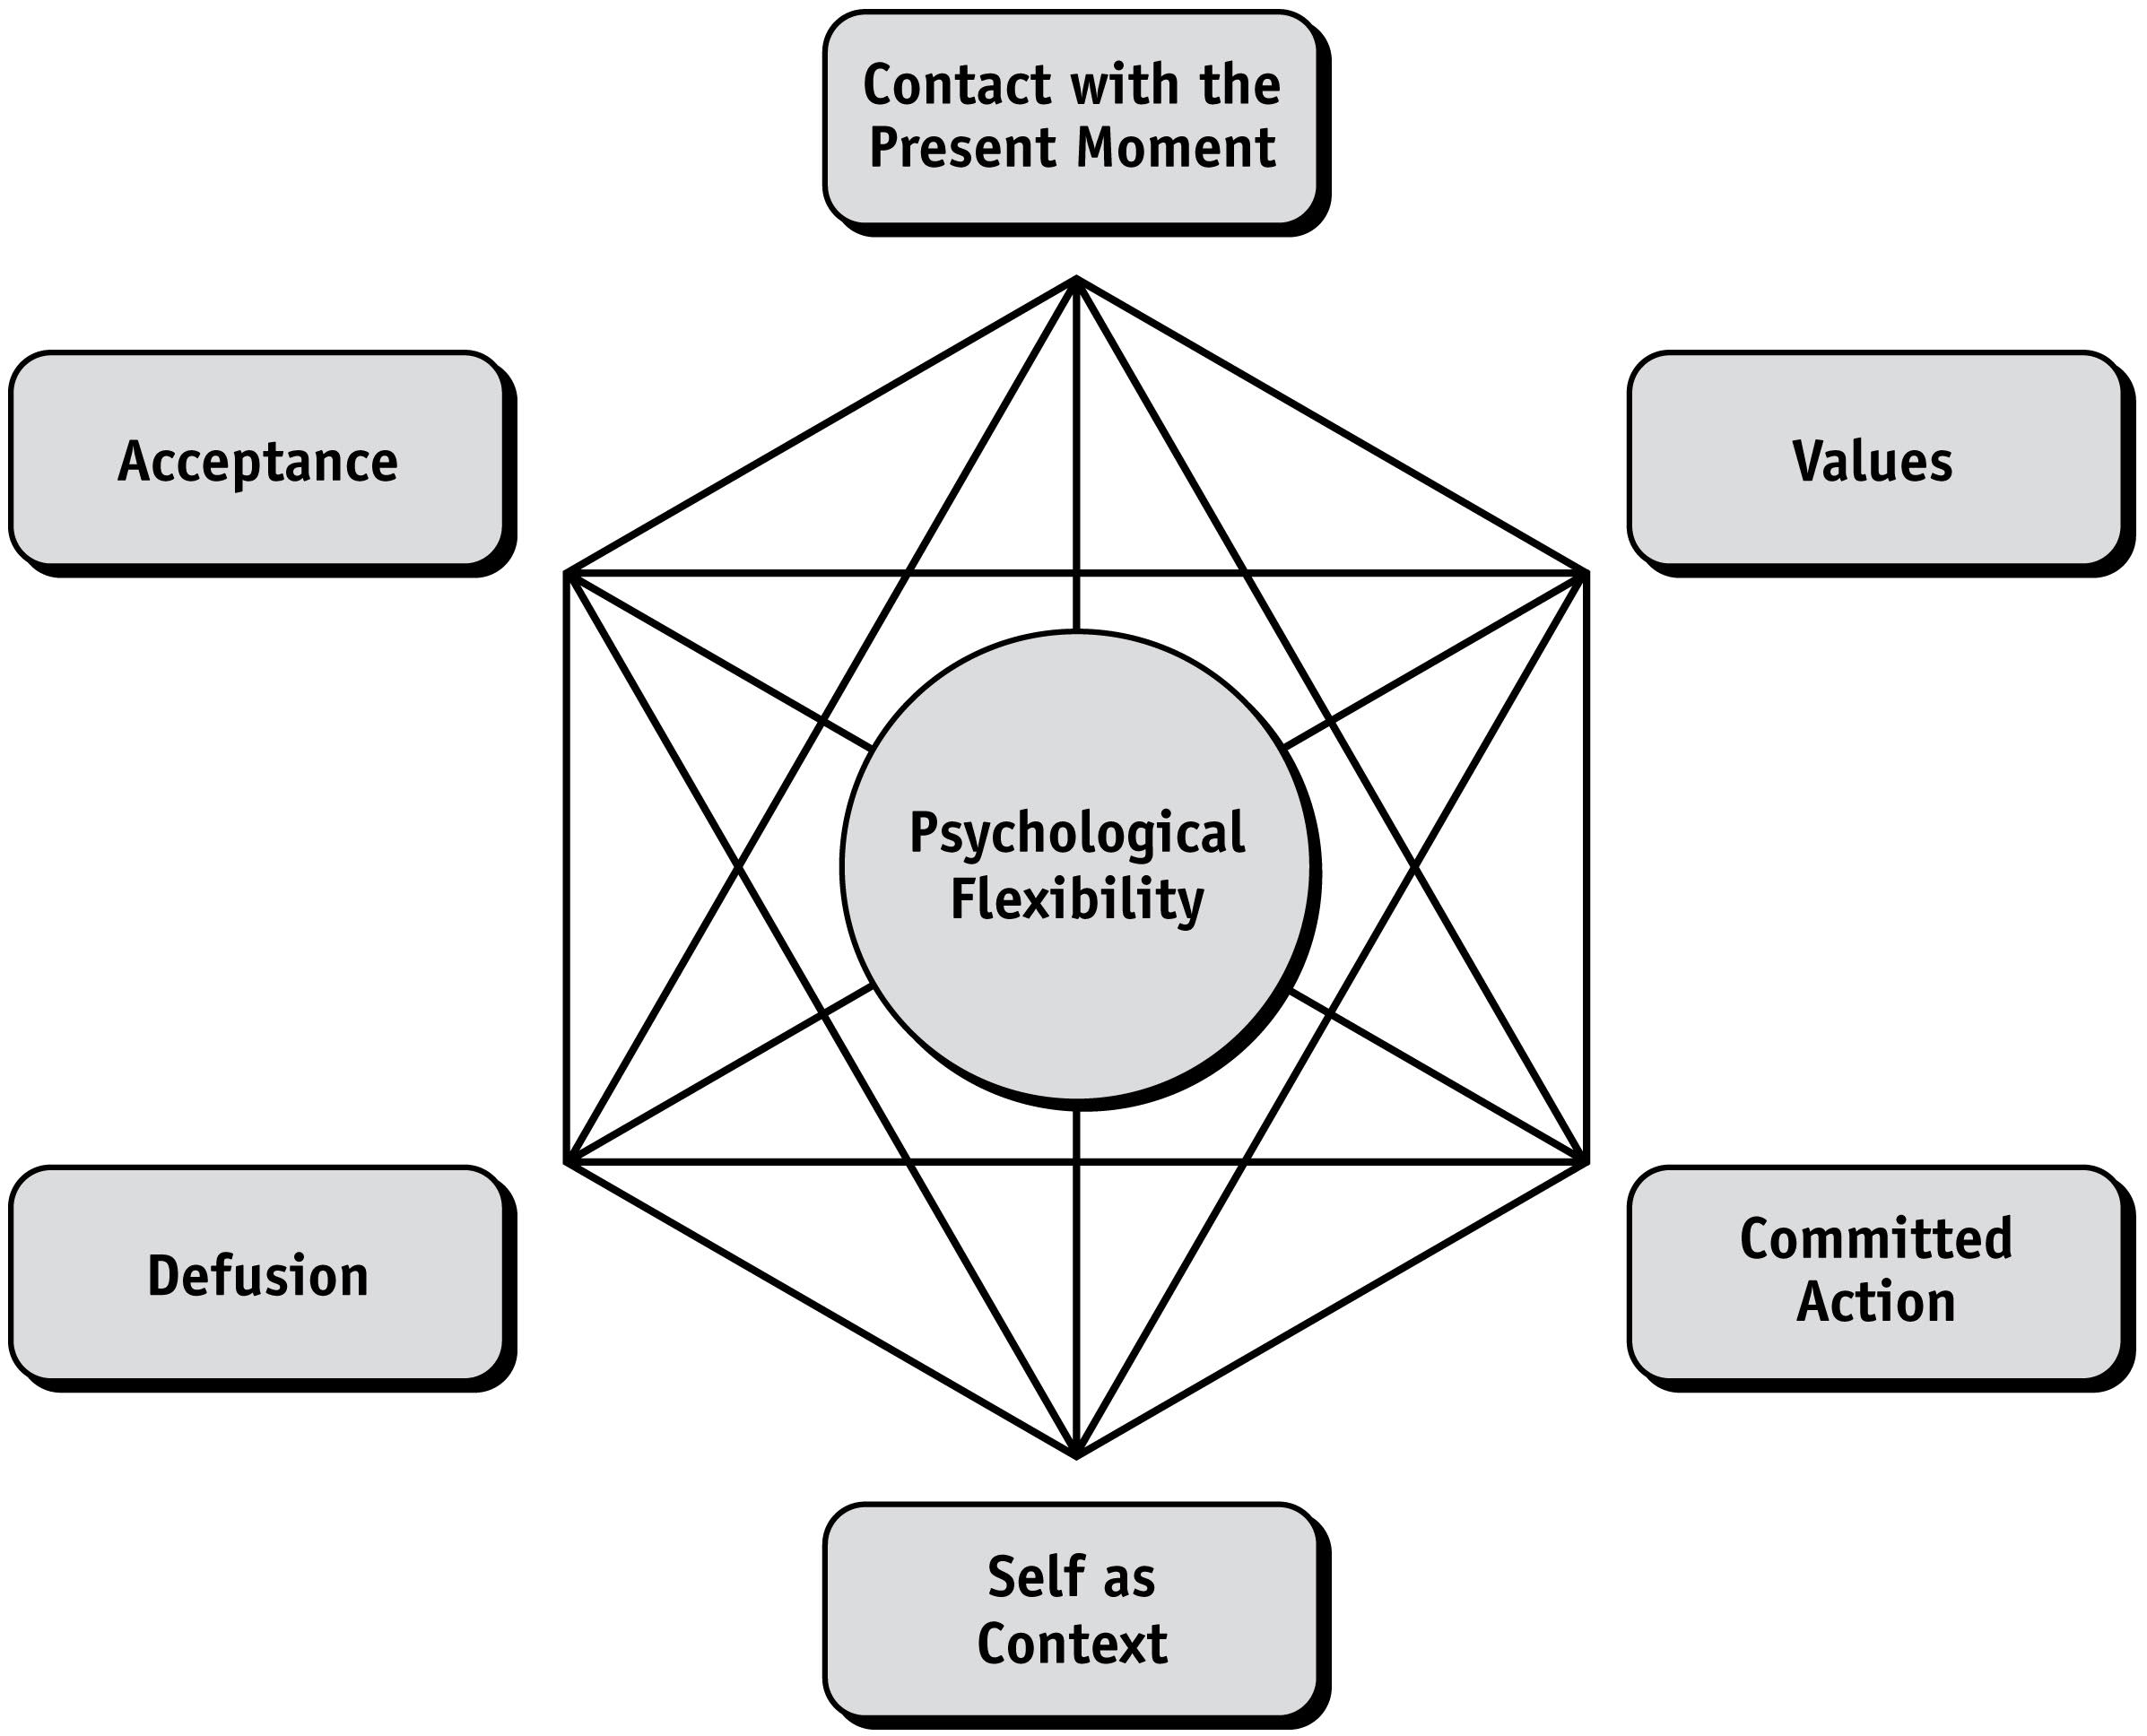 Contact with the
Present Moment
Acceptance
Values
Psychological
Flexibility
Defusion
Committed
Action
Self as
Context